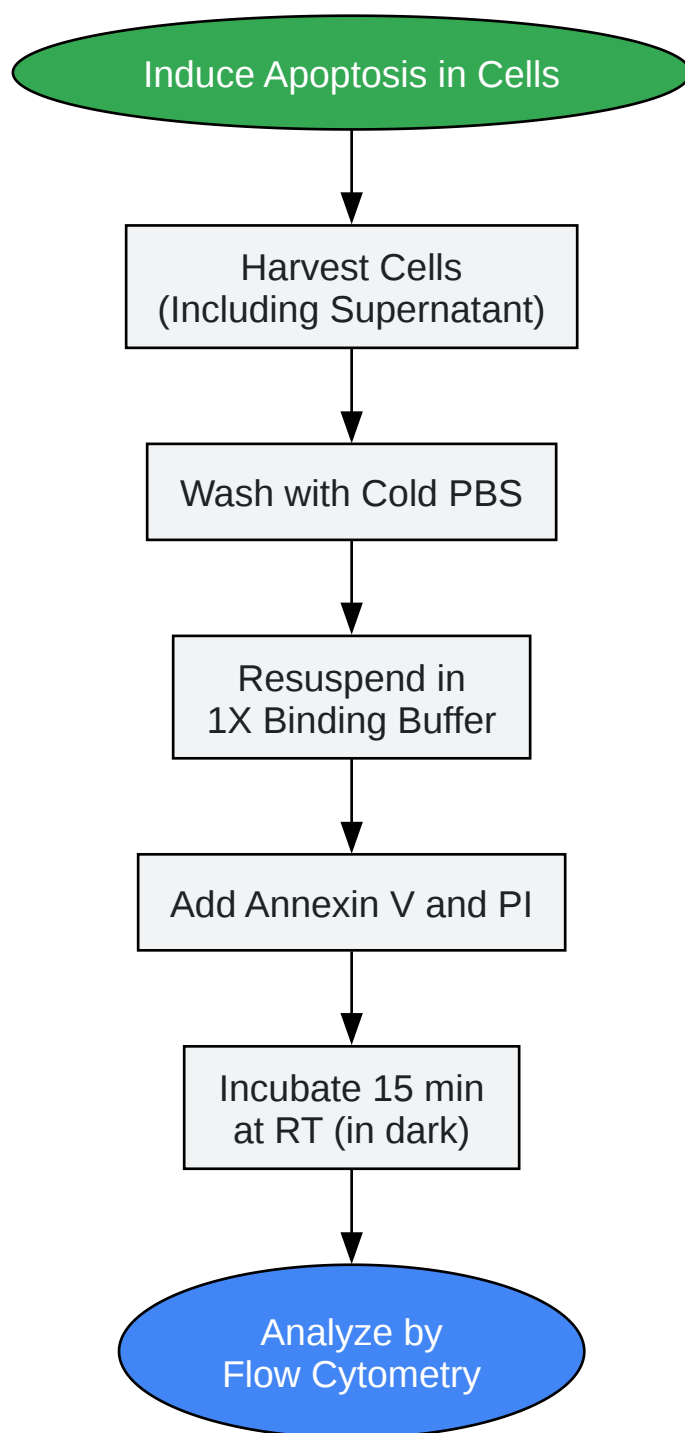 Induce Apoptosis in Cells
Harvest Cells
(Including Supernatant)
Wash with Cold PBS
Resuspend in
1X Binding Buffer
Add Annexin V and PI
Incubate 15 min
at RT (in dark)
Analyze by
Flow Cytometry